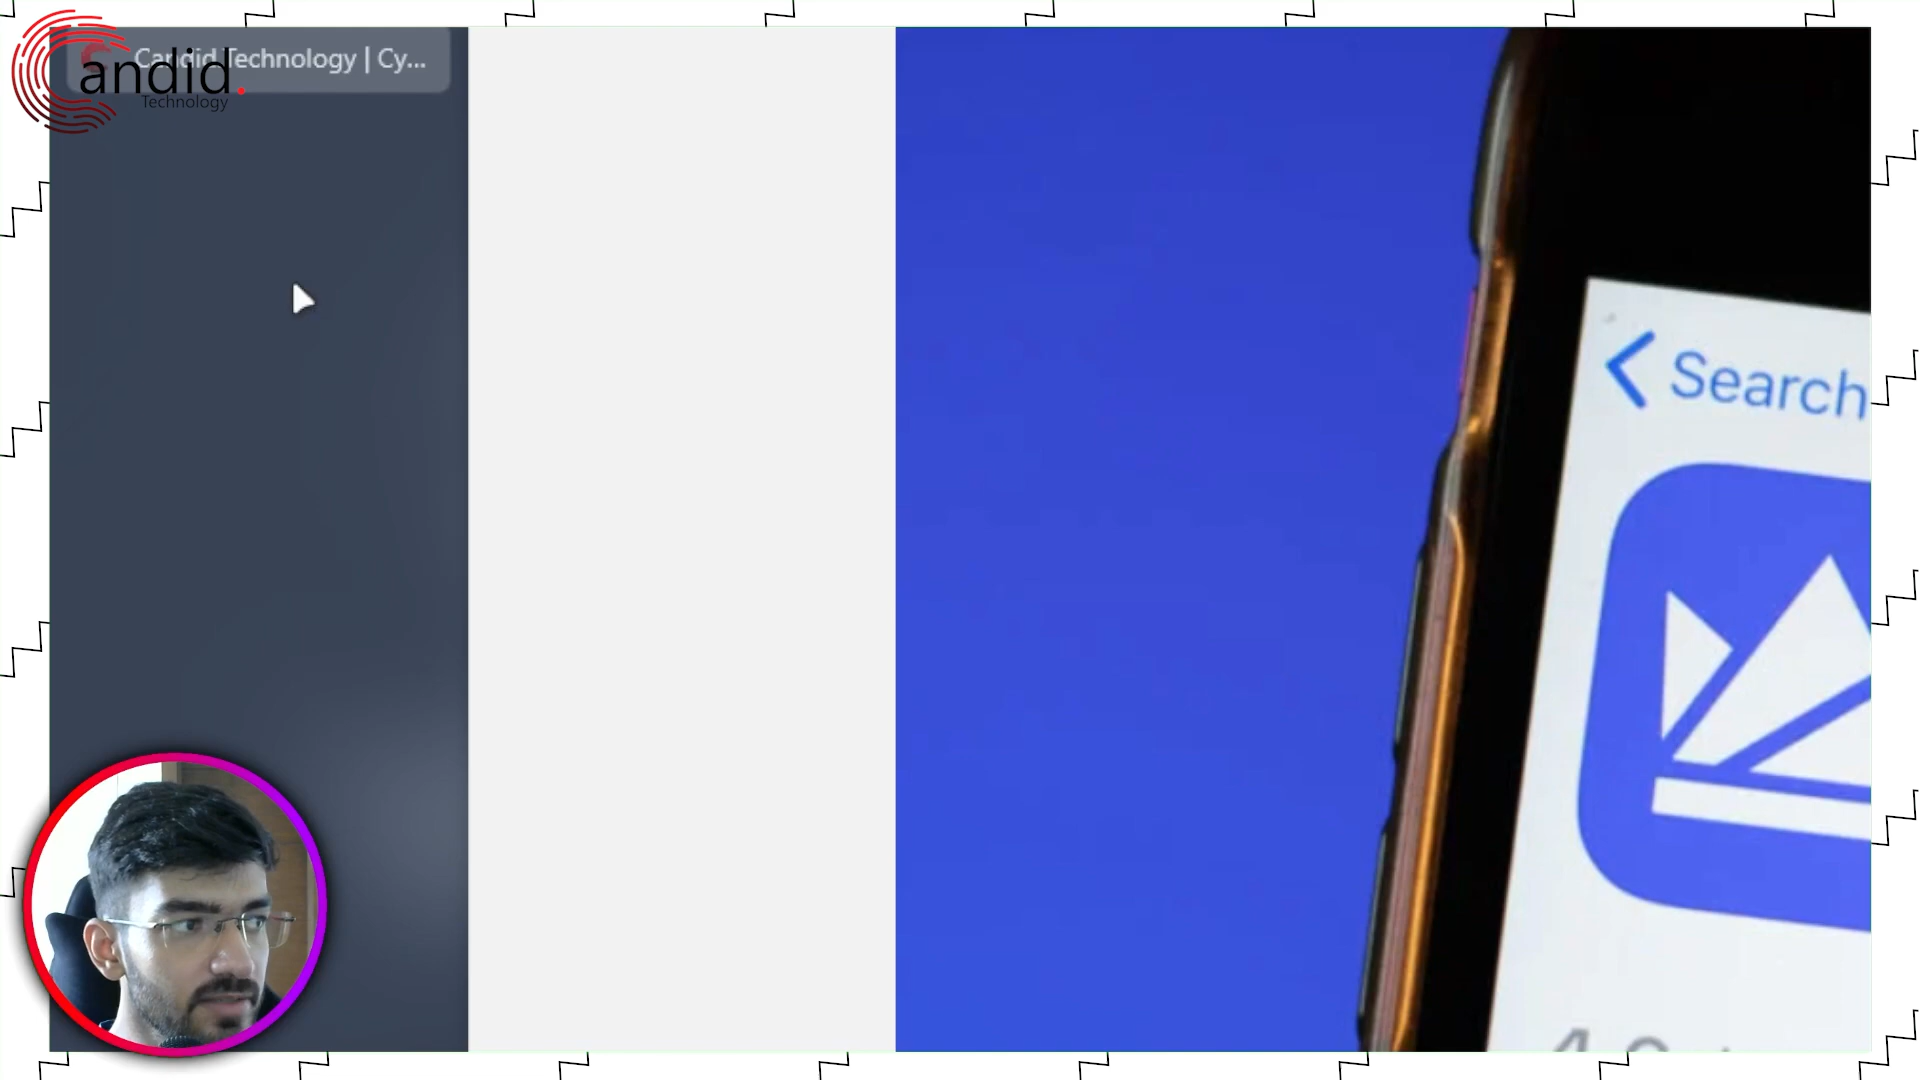 Candid Technology | Cy...
andid.
Technology
Search